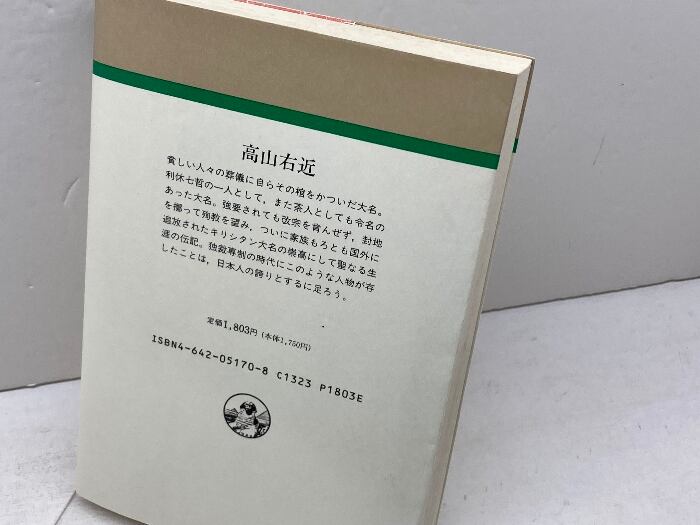 高山右近
貧しい人々の葬儀に自らその棺をかついだ大名。
利休七哲の一人として，また茶人としても令名の
あった大名。強要されても改宗を肯んぜず，封地
を擲って殉教を望み，ついに家族もろとも国外に
追放されたキリシタン大名の崇高にして聖なる生
涯の伝記。独裁専制の時代にこのような人物が存
したことは，日本人の誇りとするに足ろう。
定価1,803円（本体1,750円）
ISBN4-642-05170-8 C1323 P1803E